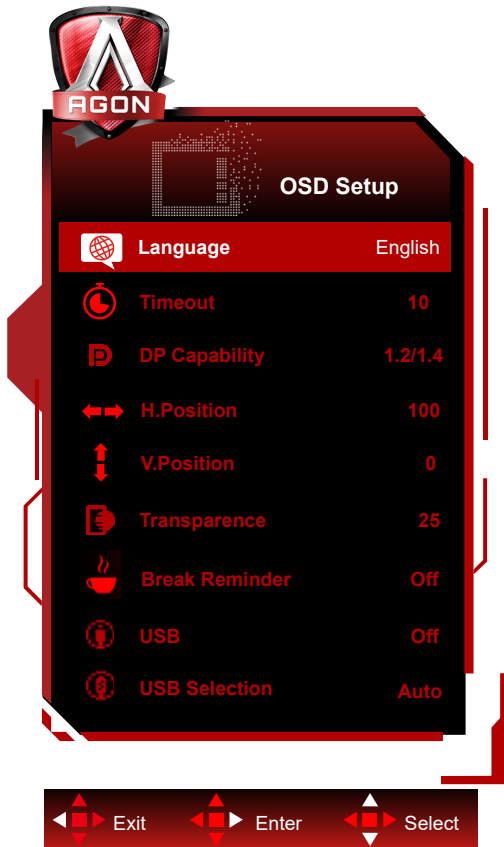 AGON
OSD Setup
Language English
Timeout 10
DP Capability 1.2/1.4
H.Position 100
V.Position 0
Transparence 25
Break Reminder Off
USB Off
USB Selection Auto
Exit Enter Select